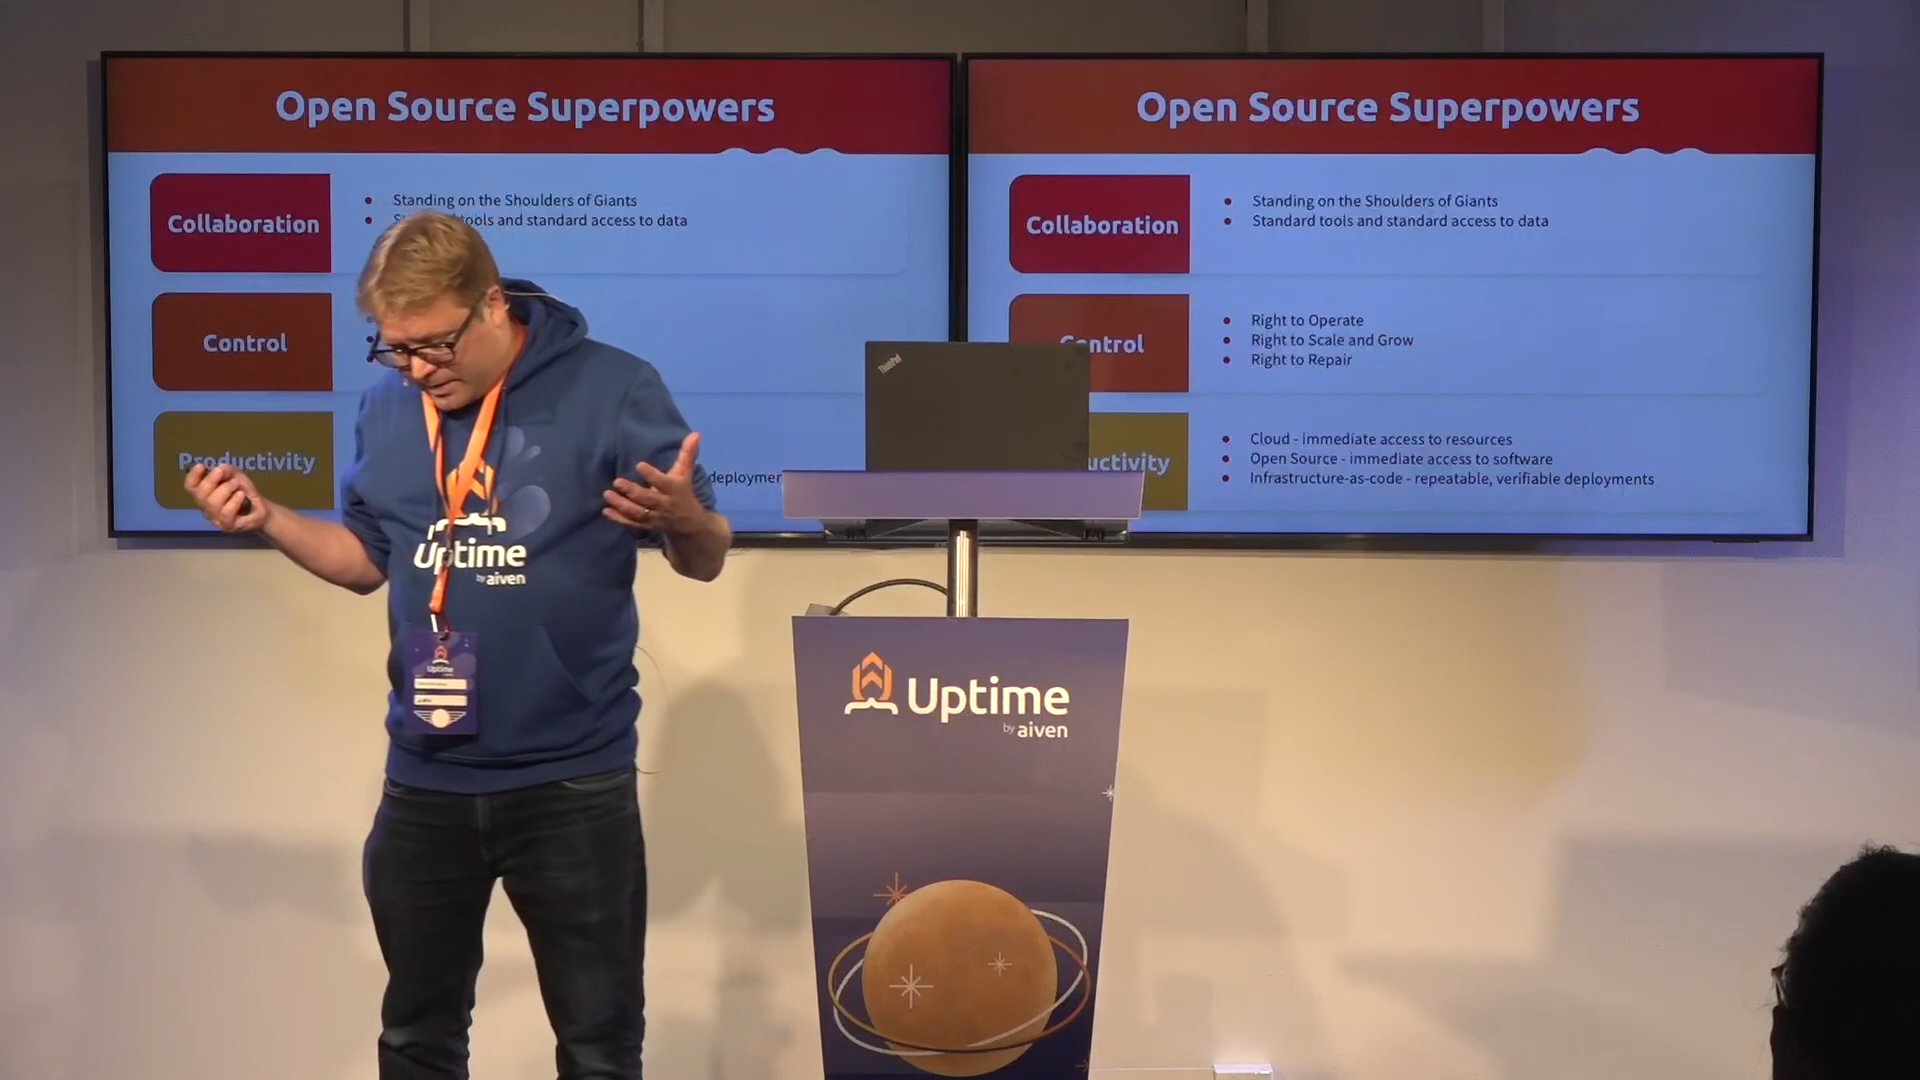 Open Source Superpowers
Collaboration
Standing on the Shoulders of Giants
tools and standard access to data
Control
Productivity
Open Source Superpowers
Collaboration
Standing on the Shoulders of Giants
Standard tools and standard access to data
Control
Right to Operate
Right to Scale and Grow
Right to Repair
Cloud - immediate access to resources
Open Source - immediate access to software
Infrastructure-as-code - repeatable, verifiable deployments
ThinkPad
Uptime
by aiven
Uptime
Uptime
by aiven